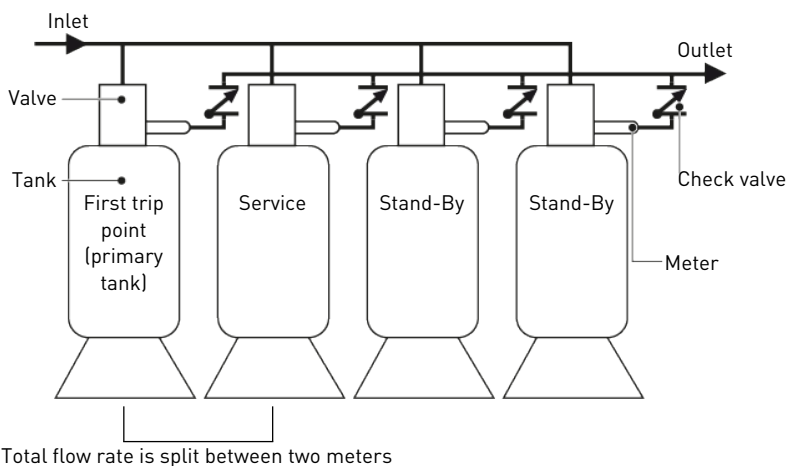 Inlet
Outlet
Valve
Tank
First trip
point
(primary
tank)
Service
Stand-By
Stand-By
Check valve
Meter
Total flow rate is split between two meters